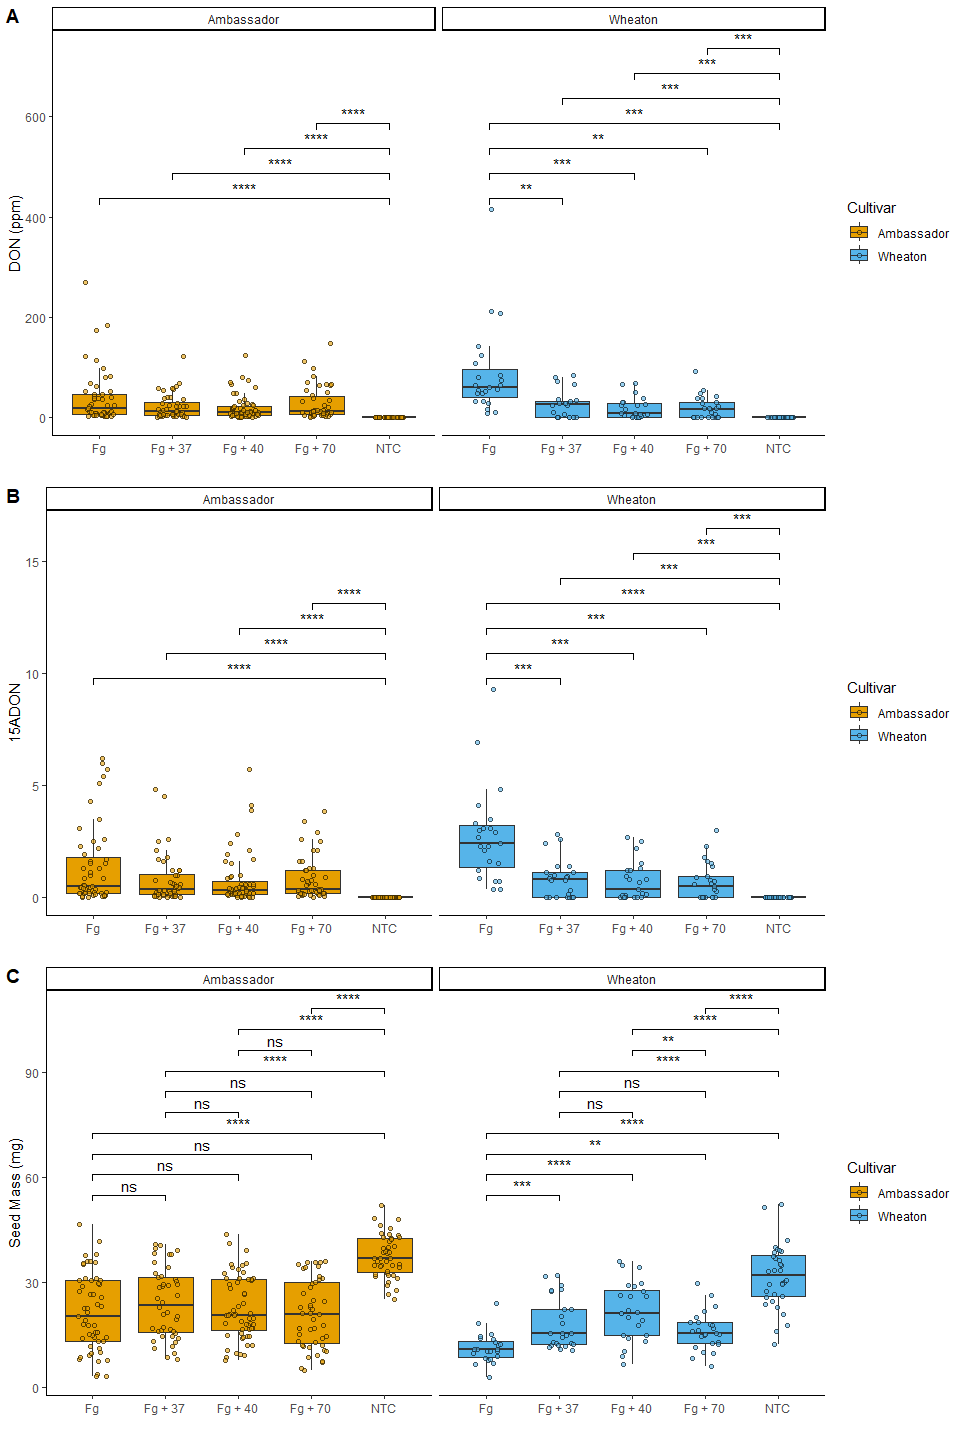 A
Ambassador
Wheaton
***
***
***
****
***
****
**
****
***
****
**
600
400
200
0
DON (ppm)
Fg
Fg + 37
Fg + 40
Fg + 70
NTC
Fg
Fg + 37
Fg + 40
Fg + 70
NTC
Cultivar
Ambassador
Wheaton
B
Ambassador
Wheaton
***
***
***
****
****
****
***
****
***
****
***
15
10
5
0
15ADON
Fg
Fg + 37
Fg + 40
Fg + 70
NTC
Fg
Fg + 37
Fg + 40
Fg + 70
NTC
Cultivar
Ambassador
Wheaton
C
Ambassador
Wheaton
****
****
****
****
ns
**
****
****
ns
ns
ns
ns
****
****
ns
**
ns
****
ns
***
90
60
30
0
Seed Mass (mg)
Fg
Fg + 37
Fg + 40
Fg + 70
NTC
Fg
Fg + 37
Fg + 40
Fg + 70
NTC
Cultivar
Ambassador
Wheaton